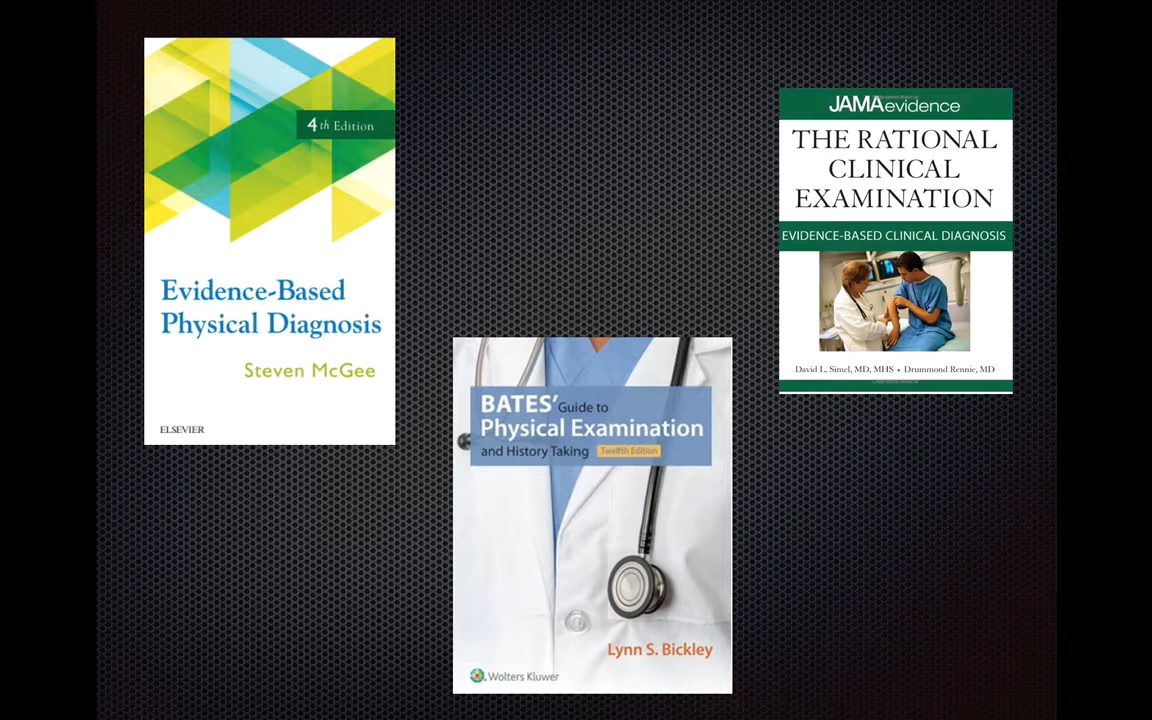 4th Edition
Evidence-Based
Physical Diagnosis
Steven McGee
ELSEVIER
BATES' Guide to
Physical Examination
and History Taking Twelfth Edition
Lynn S. Bickley
Wolters Kluwer
JAMAevidence
THE RATIONAL
CLINICAL
EXAMINATION
EVIDENCE-BASED CLINICAL DIAGNOSIS
David L. Simel, MD, MHS • Drummond Rennie, MD